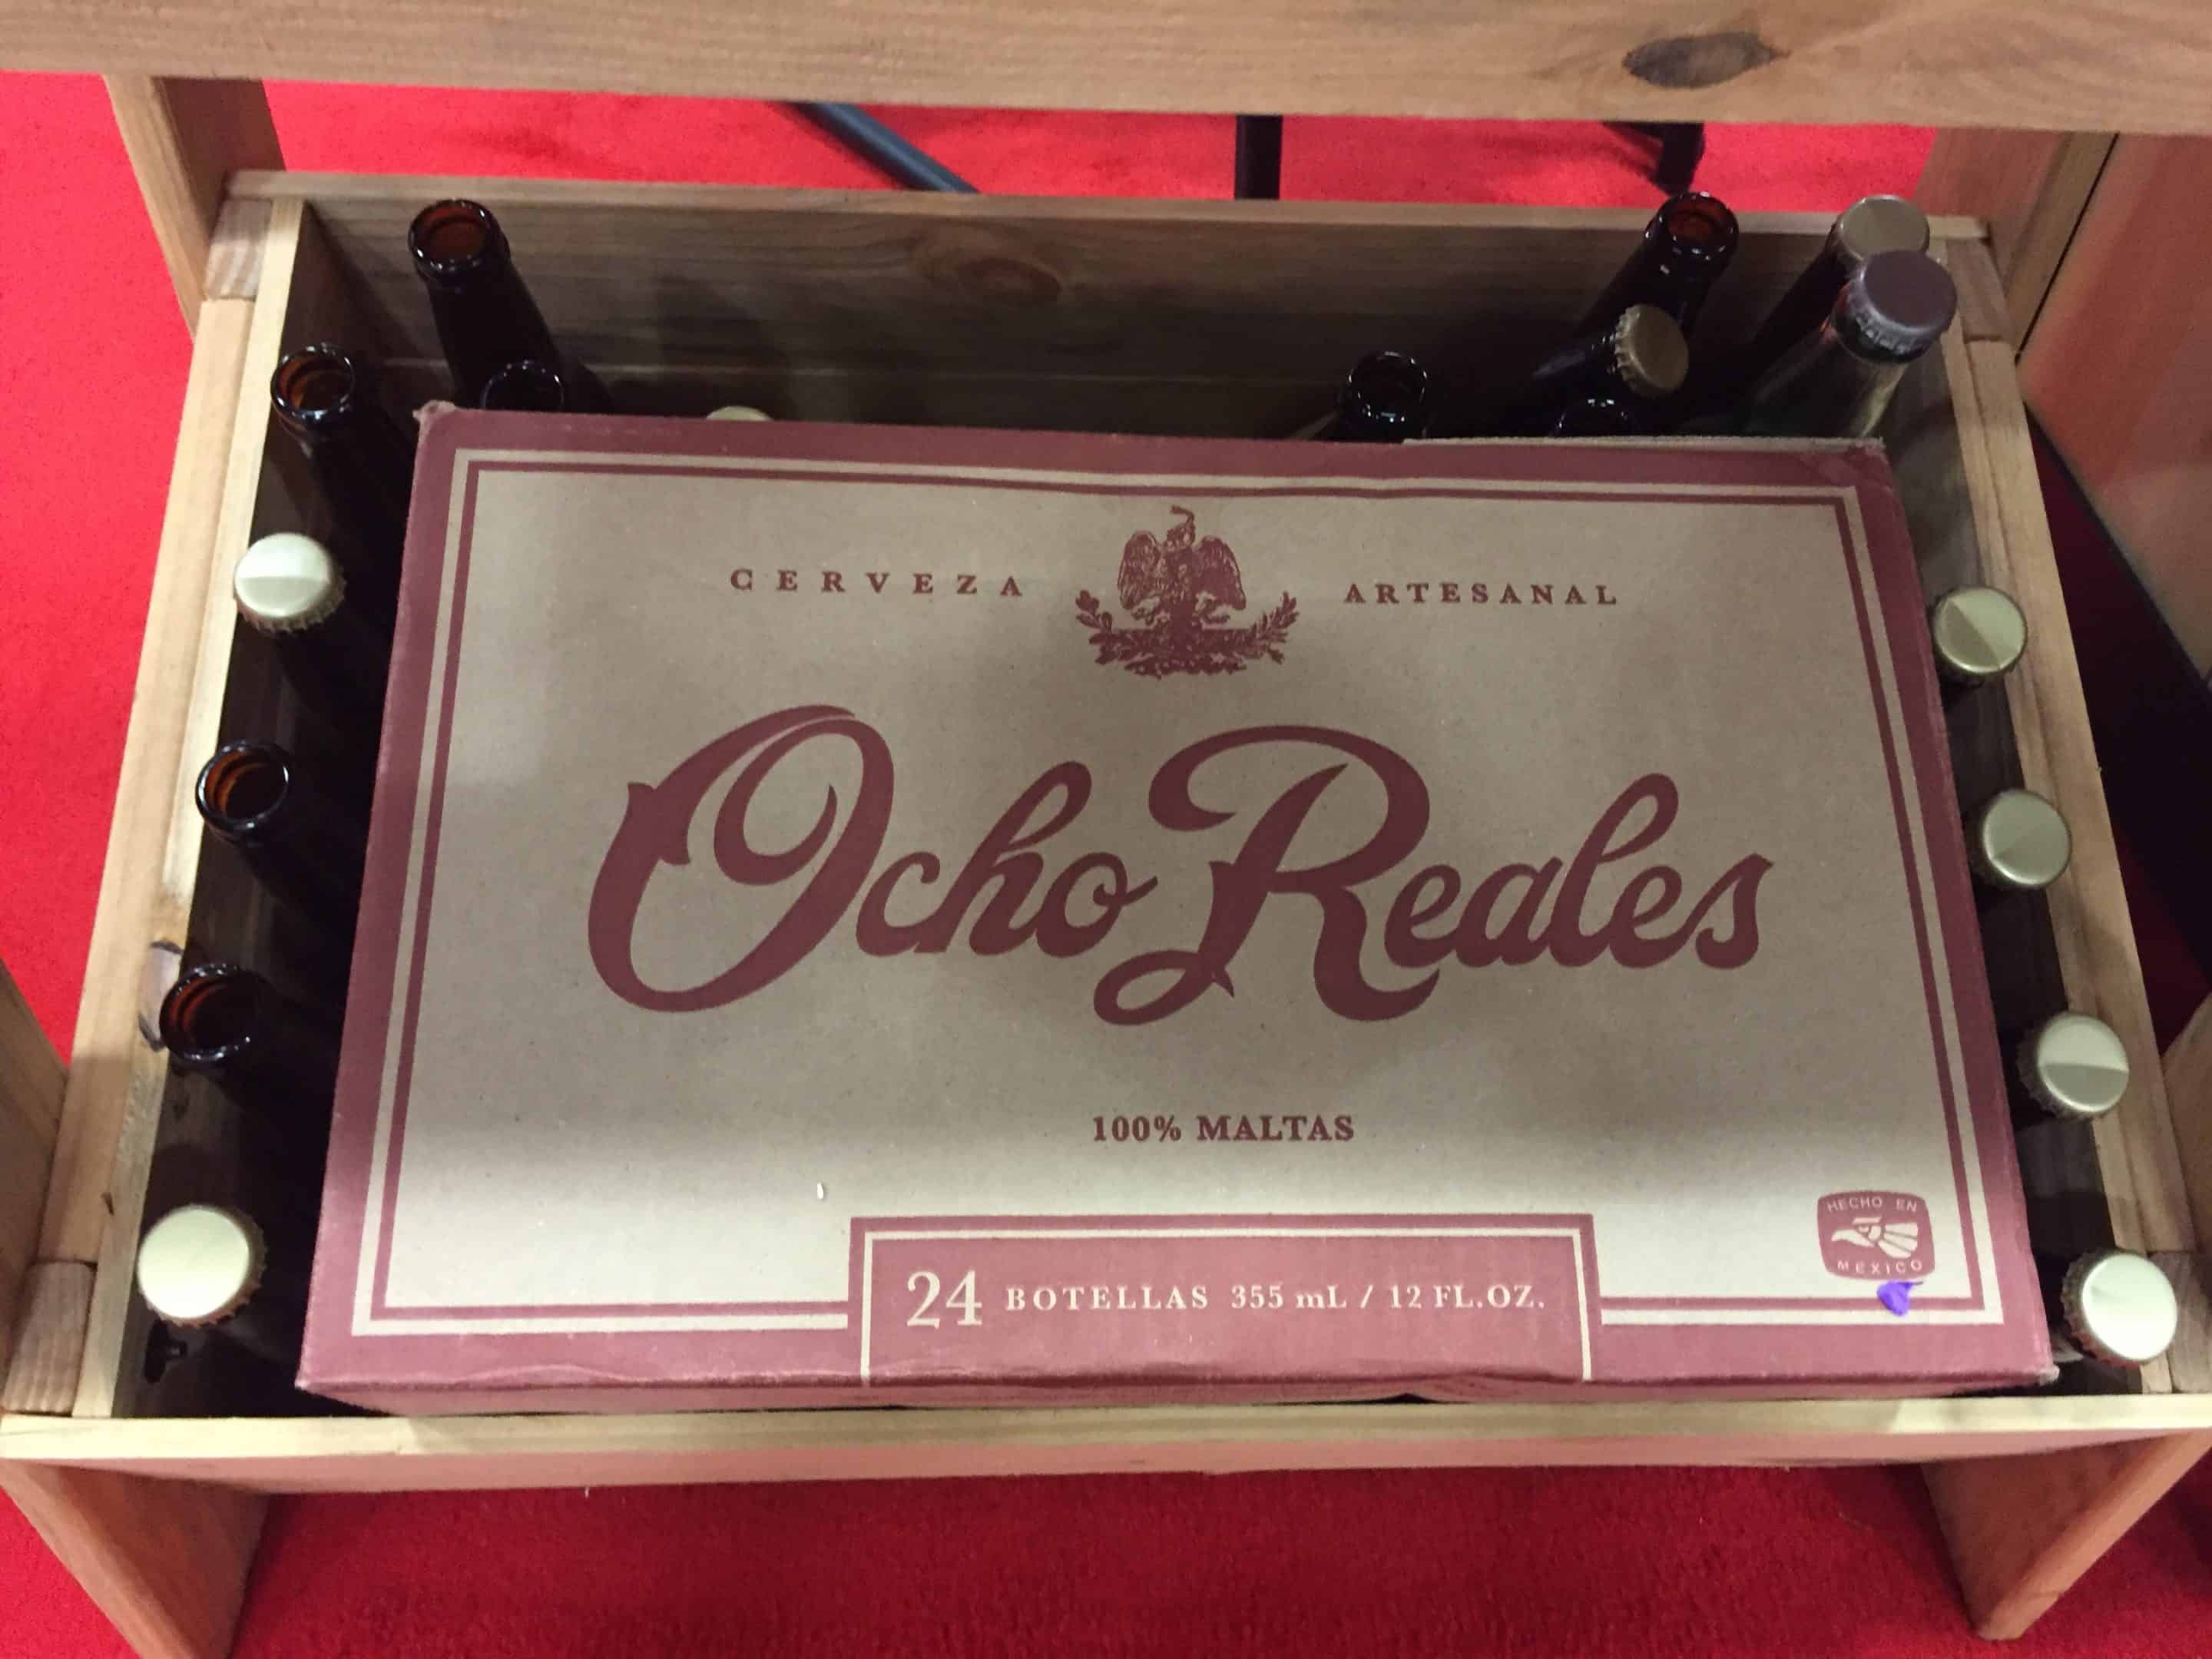 CERVEZA ARTESANAL
Ocho Reales
100% MALTAS
HECHO EN
MEXICO
24 BOTELLAS 355 mL / 12 FL.OZ.